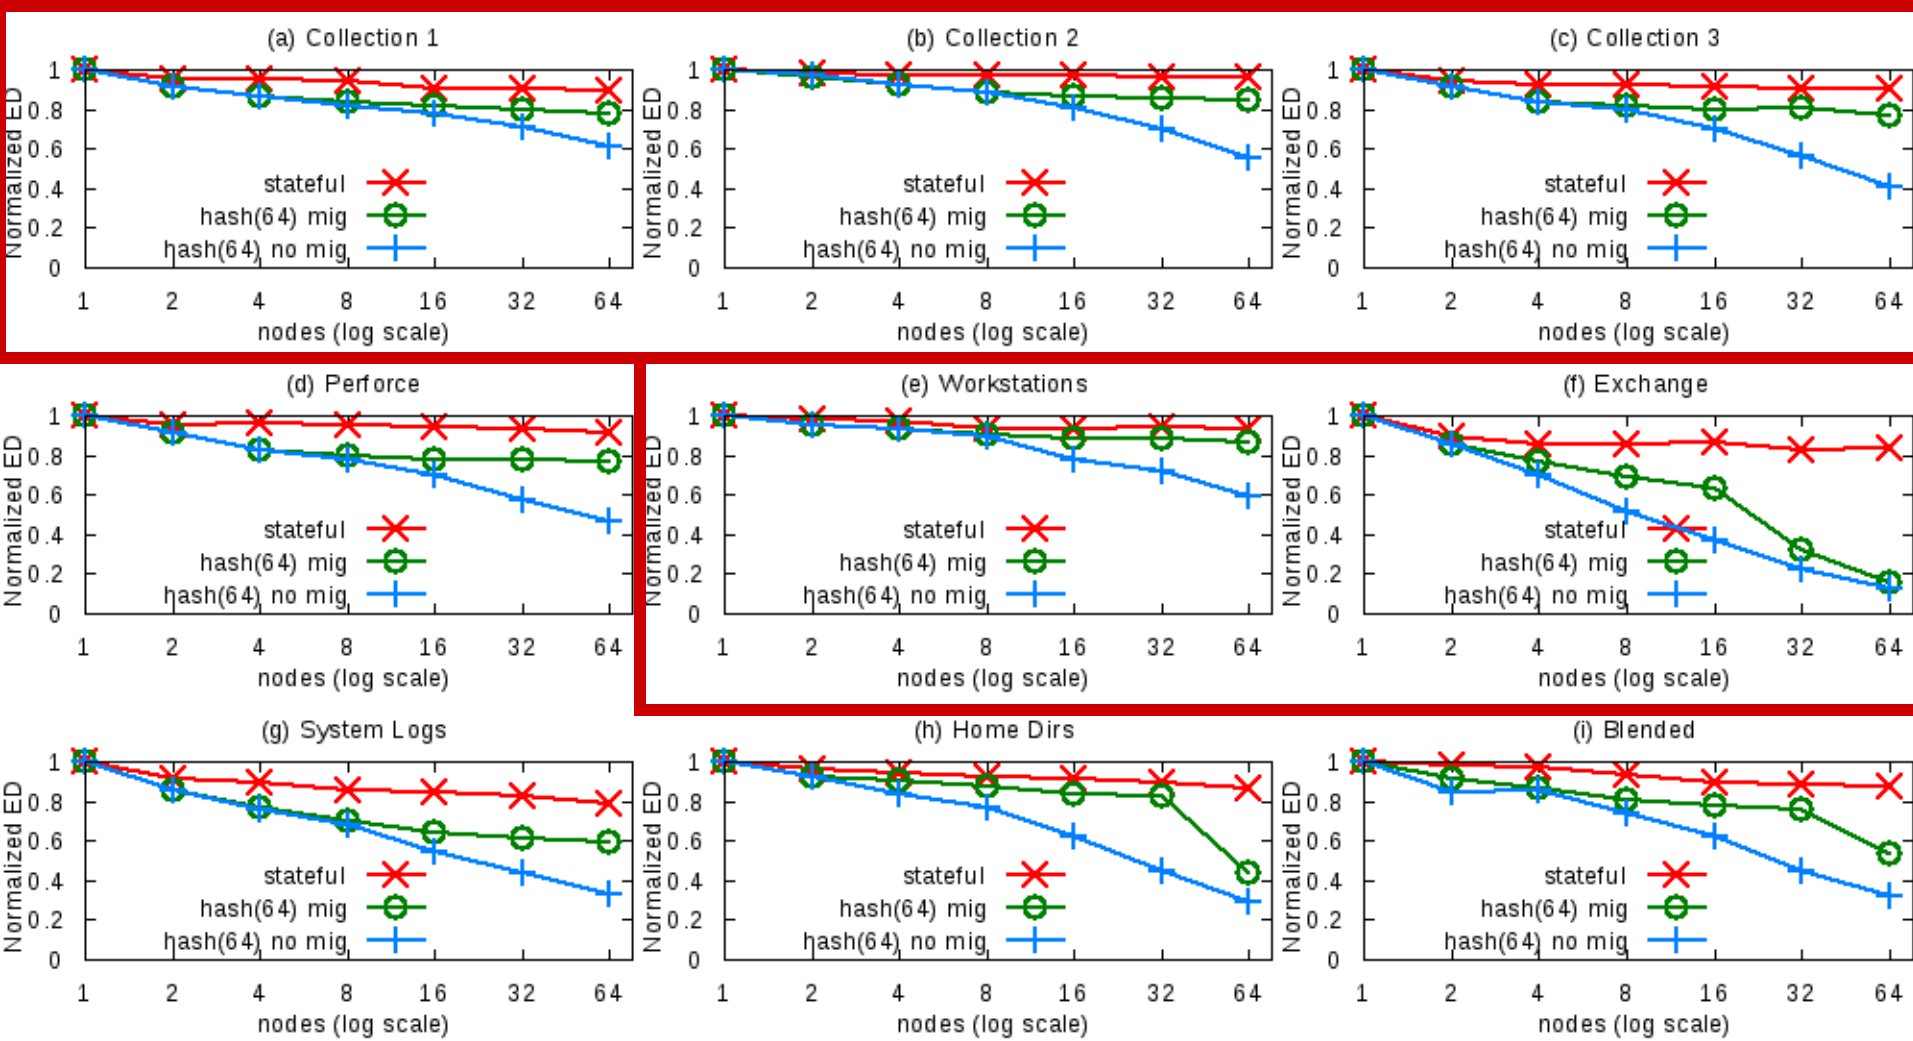 (a) Collection 1
Normalized ED
1
0.8
0.6
0.4
0.2
0
stateful
hash(64) mig
hash(64) no mig
1 2 4 8 16 32 64
nodes (log scale)
(b) Collection 2
Normalized ED
1
0.8
0.6
0.4
0.2
0
stateful
hash(64) mig
hash(64) no mig
1 2 4 8 16 32 64
nodes (log scale)
(c) Collection 3
Normalized ED
1
0.8
0.6
0.4
0.2
0
stateful
hash(64) mig
hash(64) no mig
1 2 4 8 16 32 64
nodes (log scale)
(d) Perforce
Normalized ED
1
0.8
0.6
0.4
0.2
0
stateful
hash(64) mig
hash(64) no mig
1 2 4 8 16 32 64
nodes (log scale)
(e) Workstations
Normalized ED
1
0.8
0.6
0.4
0.2
0
stateful
hash(64) mig
hash(64) no mig
1 2 4 8 16 32 64
nodes (log scale)
(f) Exchange
Normalized ED
1
0.8
0.6
0.4
0.2
0
stateful
hash(64) mig
hash(64) no mig
1 2 4 8 16 32 64
nodes (log scale)
(g) System Logs
Normalized ED
1
0.8
0.6
0.4
0.2
0
stateful
hash(64) mig
hash(64) no mig
1 2 4 8 16 32 64
nodes (log scale)
(h) Home Dirs
Normalized ED
1
0.8
0.6
0.4
0.2
0
stateful
hash(64) mig
hash(64) no mig
1 2 4 8 16 32 64
nodes (log scale)
(i) Blended
Normalized ED
1
0.8
0.6
0.4
0.2
0
stateful
hash(64) mig
hash(64) no mig
1 2 4 8 16 32 64
nodes (log scale)